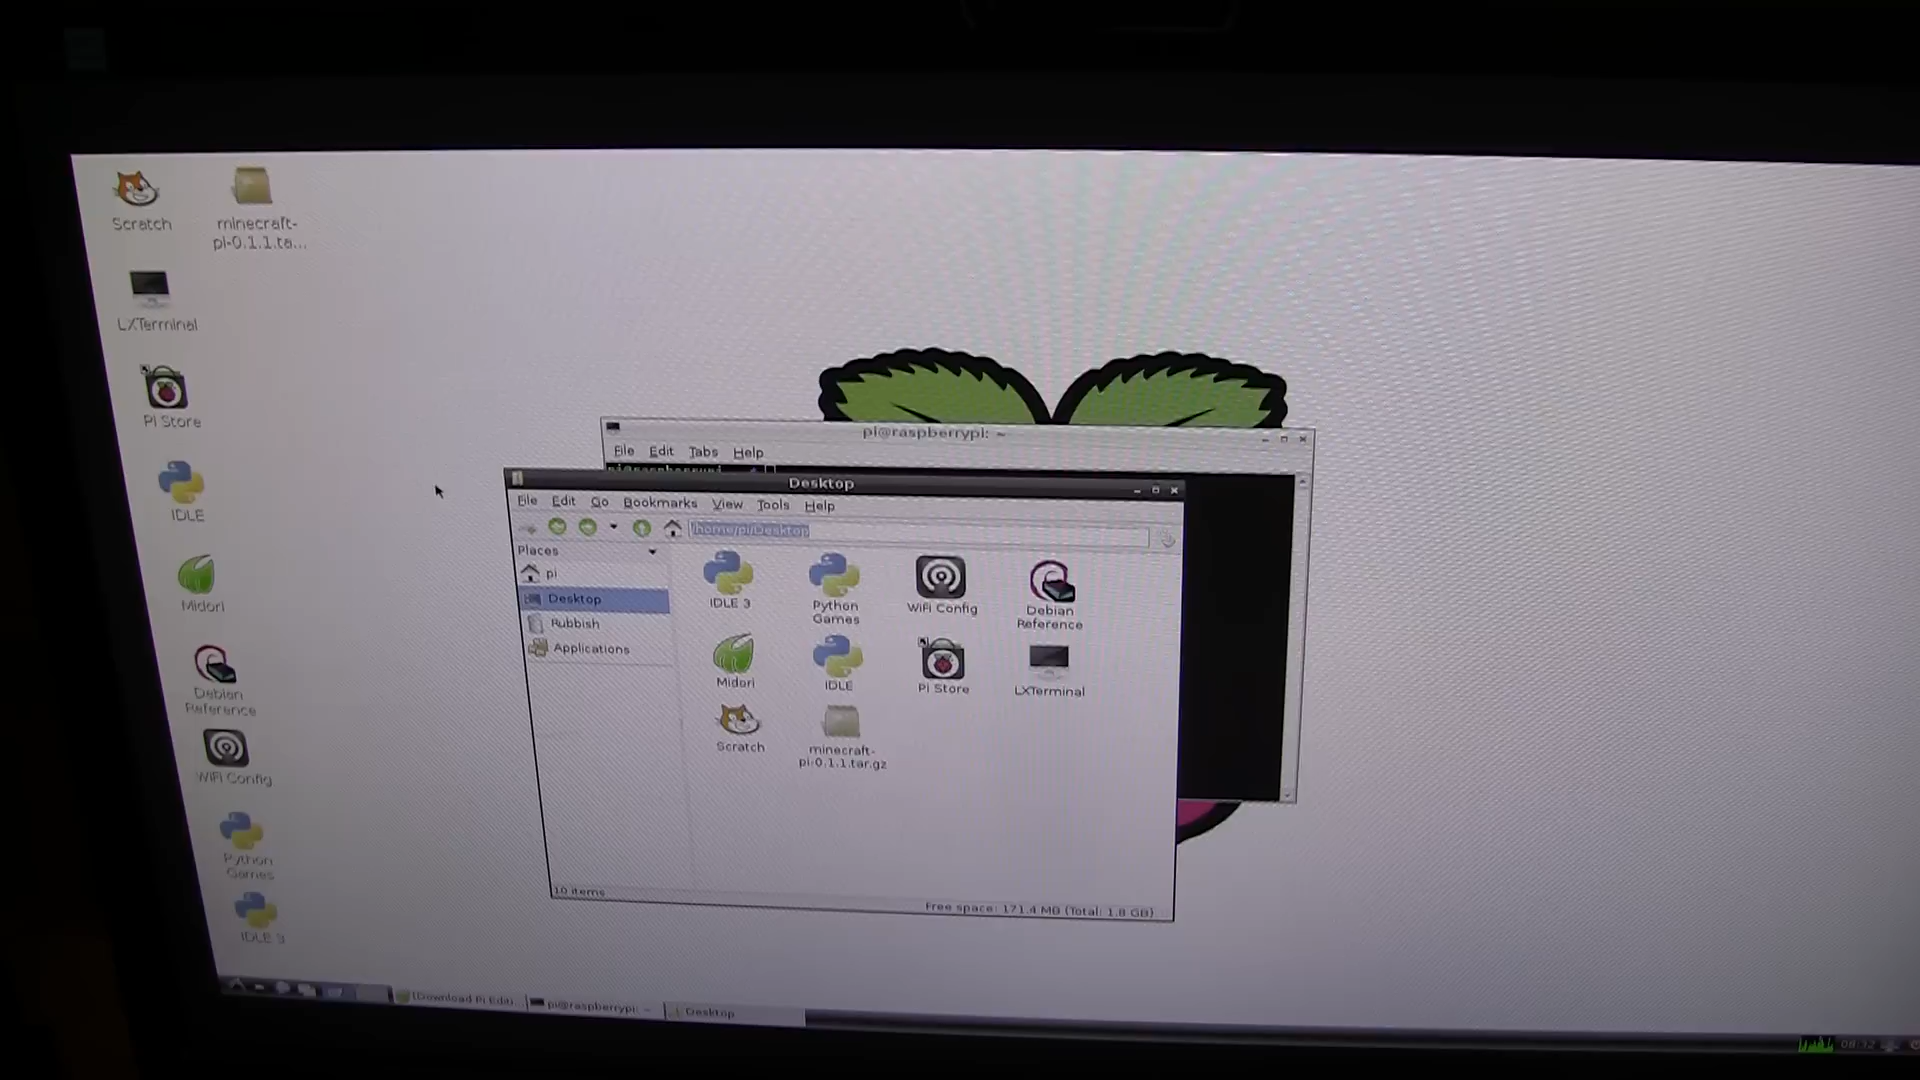 Scratch
minecraft-
pi-0.1.1.ta...
LXTerminal
Pi Store
IDLE
Midori
Debian
Reference
WiFi Config
Python
Games
IDLE 3
pi@raspberrypi: ~
File Edit Tabs Help
Desktop
File Edit Go Bookmarks View Tools Help
/home/pi/Desktop
Places
pi
Desktop
Rubbish
Applications
IDLE 3
Python
Games
WiFi Config
Debian
Reference
Midori
IDLE
Pi Store
LXTerminal
Scratch
minecraft-
pi-0.1.1.tar.gz
10 items
Free space: 171.4 MB (Total: 1.8 GB)
[Download Pi Editi...
pi@raspberrypi: ~
Desktop